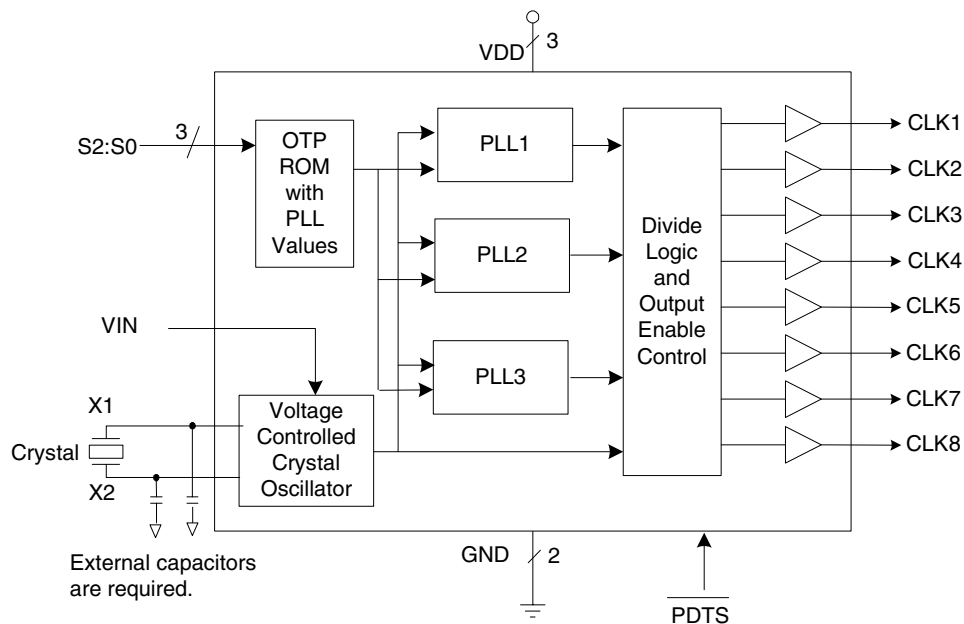 VDD
3
S2:S0
3
OTP
ROM
with
PLL
Values
PLL1
PLL2
PLL3
Divide
Logic
and
Output
Enable
Control
CLK1
CLK2
CLK3
CLK4
CLK5
CLK6
CLK7
CLK8
VIN
X1
Crystal
X2
Voltage
Controlled
Crystal
Oscillator
External capacitors
are required.
GND
2
PDTS